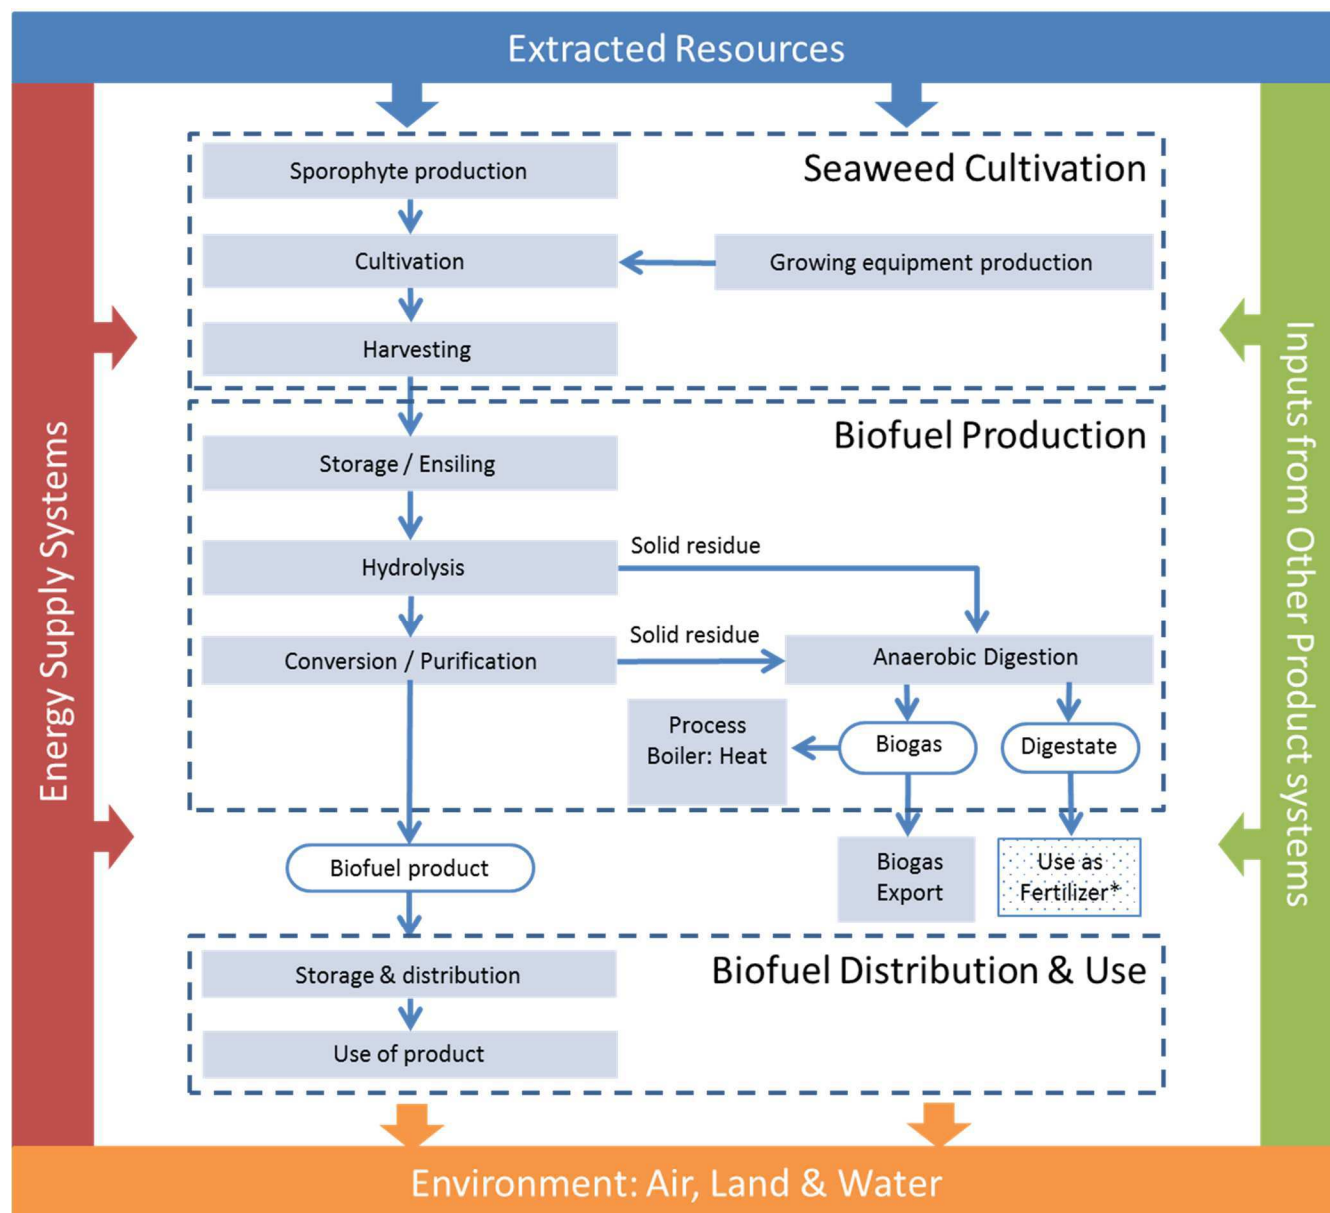 Extracted Resources
Energy Supply Systems
Inputs from Other Product systems
Seaweed Cultivation
Sporophyte production
Cultivation
Growing equipment production
Harvesting
Biofuel Production
Storage / Ensiling
Hydrolysis
Solid residue
Conversion / Purification
Solid residue
Anaerobic Digestion
Process
Boiler: Heat
Biogas
Digestate
Biofuel product
Biogas
Export
Use as
Fertilizer*
Biofuel Distribution & Use
Storage & distribution
Use of product
Environment: Air, Land & Water